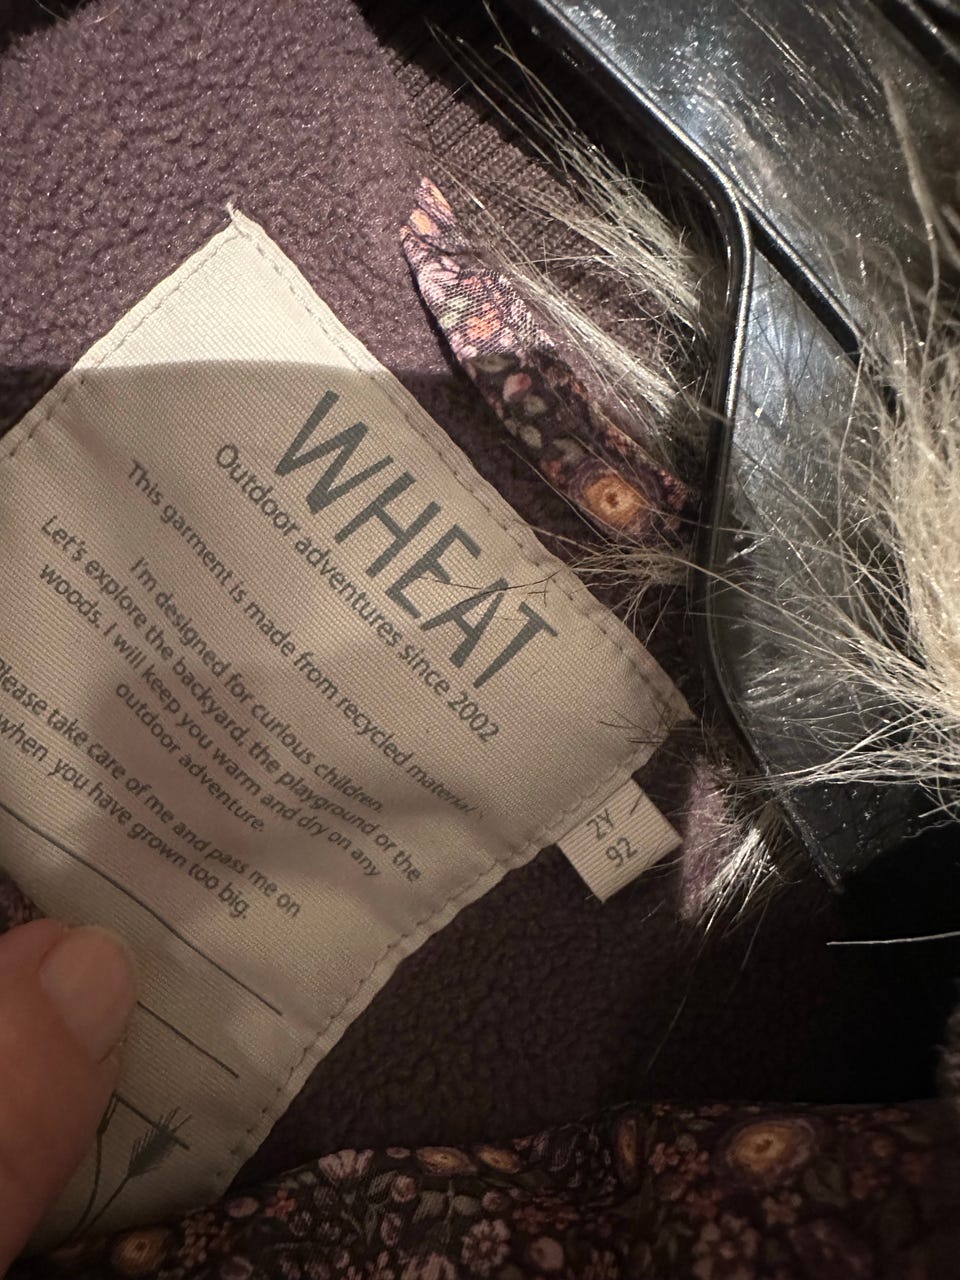 WHEAT
Outdoor adventures since 2002
This garment is made from recycled material.
I'm designed for curious children.
Let's explore the backyard, the playground or the
woods. I will keep you warm and dry on any
outdoor adventure.
Please take care of me and pass me on
when you have grown too big.
2Y
92